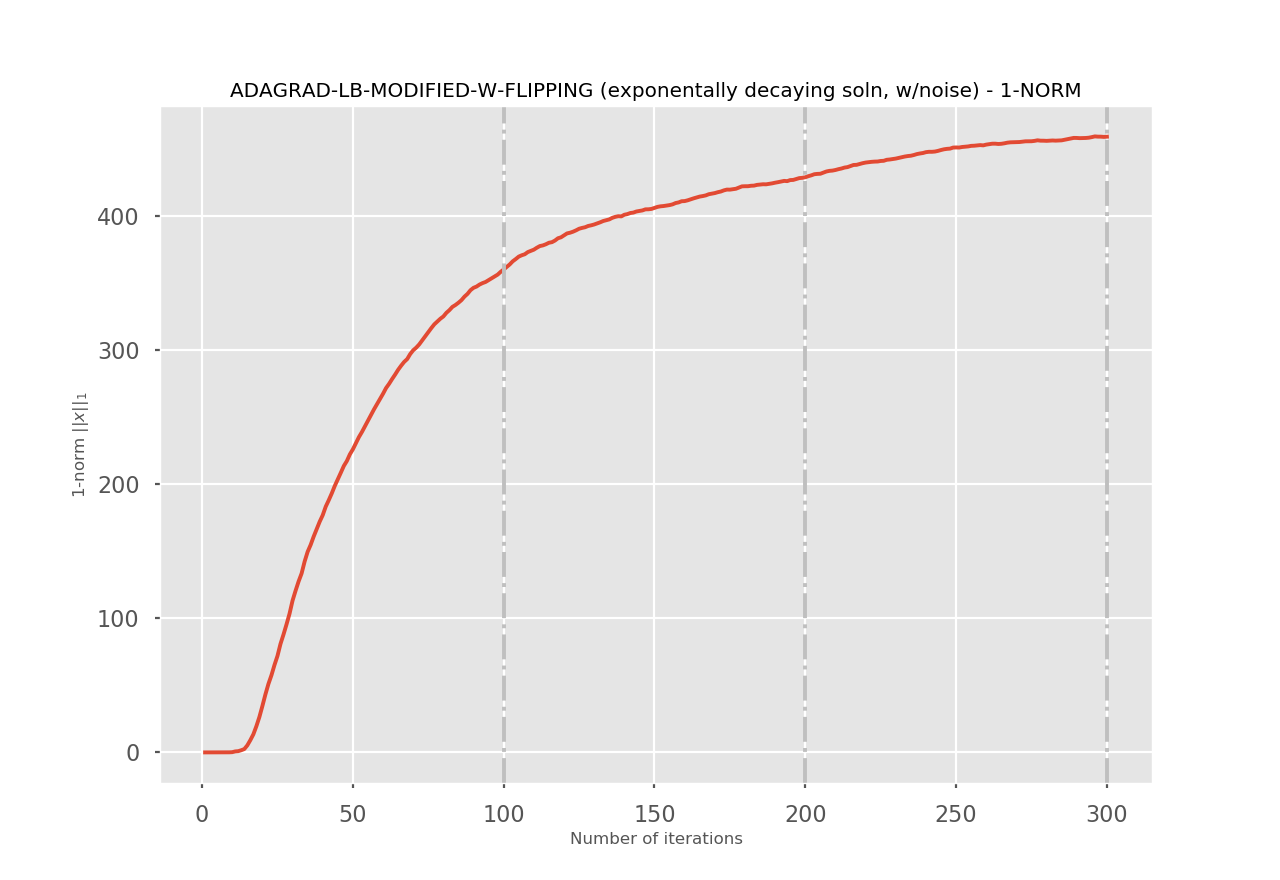 ADAGRAD-LB-MODIFIED-W-FLIPPING (exponentially decaying soln, w/noise) - 1-NORM
400
300
200
100
0
1-norm ||x||₁
0 50 100 150 200 250 300
Number of iterations